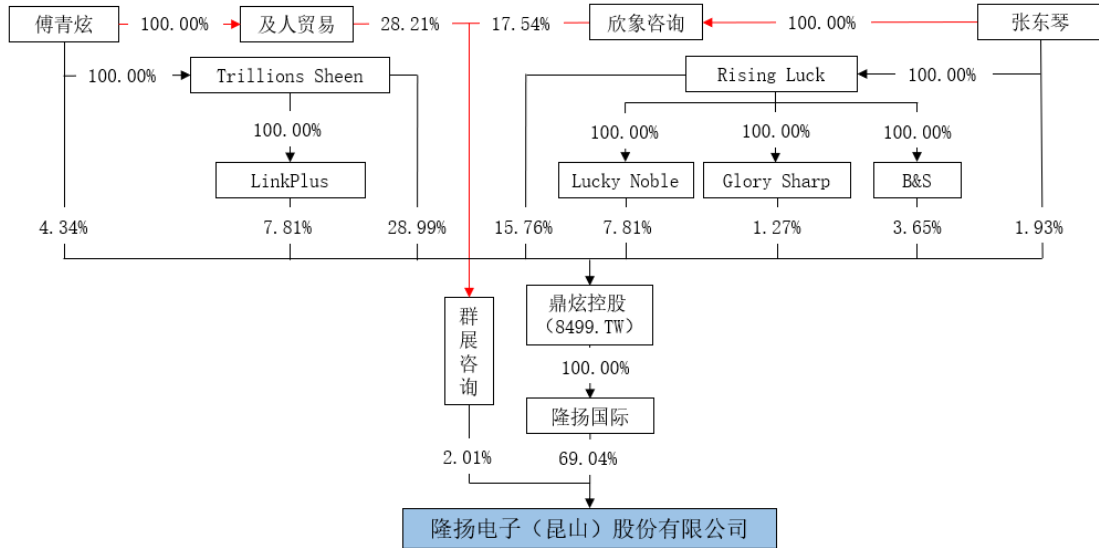 傅青炫
100.00%
及人贸易
28.21%
17.54%
欣象咨询
100.00%
张东琴
100.00%
Trillions Sheen
Rising Luck
100.00%
100.00%
100.00%
100.00%
100.00%
LinkPlus
Lucky Noble
Glory Sharp
B&S
4.34%
7.81%
28.99%
15.76%
7.81%
1.27%
3.65%
1.93%
群展咨询
鼎炫控股
（8499.TW）
100.00%
隆扬国际
2.01%
69.04%
隆扬电子（昆山）股份有限公司